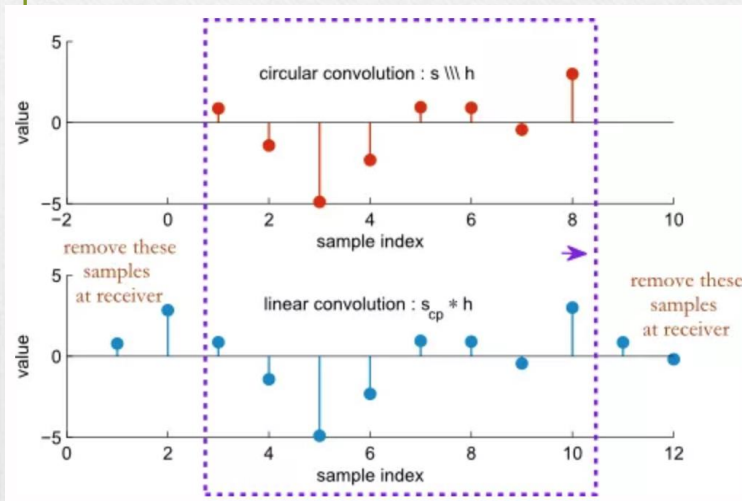 5
circular convolution : s \\\ h
value
0
−5
−2
0
2
4
6
8
10
sample index
remove these
samples
at receiver
5
linear convolution : s_cp * h
remove these
samples
at receiver
value
0
−5
0
2
4
6
8
10
12
sample index